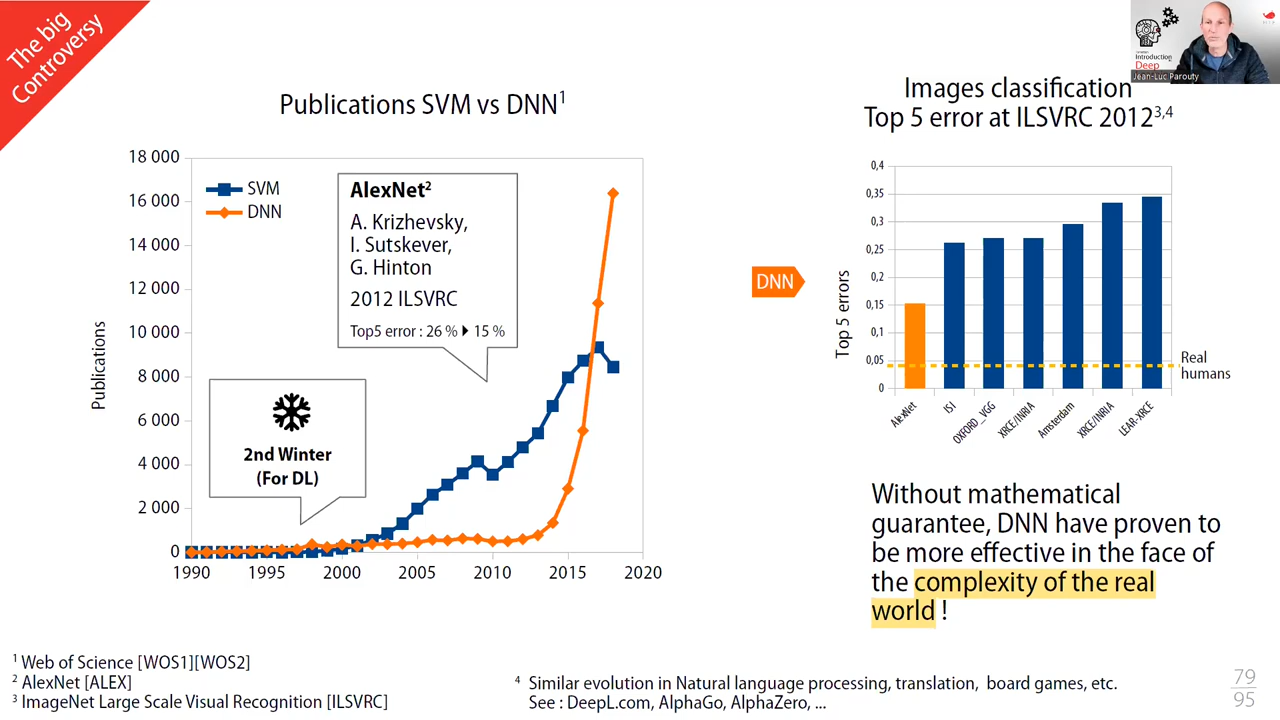 The big
Controversy
Publications SVM vs DNN1
18 000
16 000
14 000
12 000
10 000
8 000
6 000
4 000
2 000
0
Publications
1990
1995
2000
2005
2010
2015
2020
SVM
DNN
AlexNet2
A. Krizhevsky,
I. Sutskever,
G. Hinton
2012 ILSVRC
Top5 error : 26 % ▶ 15 %
2nd Winter
(For DL)
DNN
Introduction
Deep
Jean-Luc Parouty
Images classification
Top 5 error at ILSVRC 20123,4
0,4
0,35
0,3
0,25
0,2
0,15
0,1
0,05
0
Top 5 errors
Real
humans
AlexNet
ISI
OXFORD_VGG
XRCE/INRIA
Amsterdam
XRCE/INRIA
LEAR-XRCE
Without mathematical
guarantee, DNN have proven to
be more effective in the face of
the complexity of the real
world !
1 Web of Science [WOS1][WOS2]
2 AlexNet [ALEX]
3 ImageNet Large Scale Visual Recognition [ILSVRC]
4 Similar evolution in Natural language processing, translation, board games, etc.
See : DeepL.com, AlphaGo, AlphaZero, ...
79
95